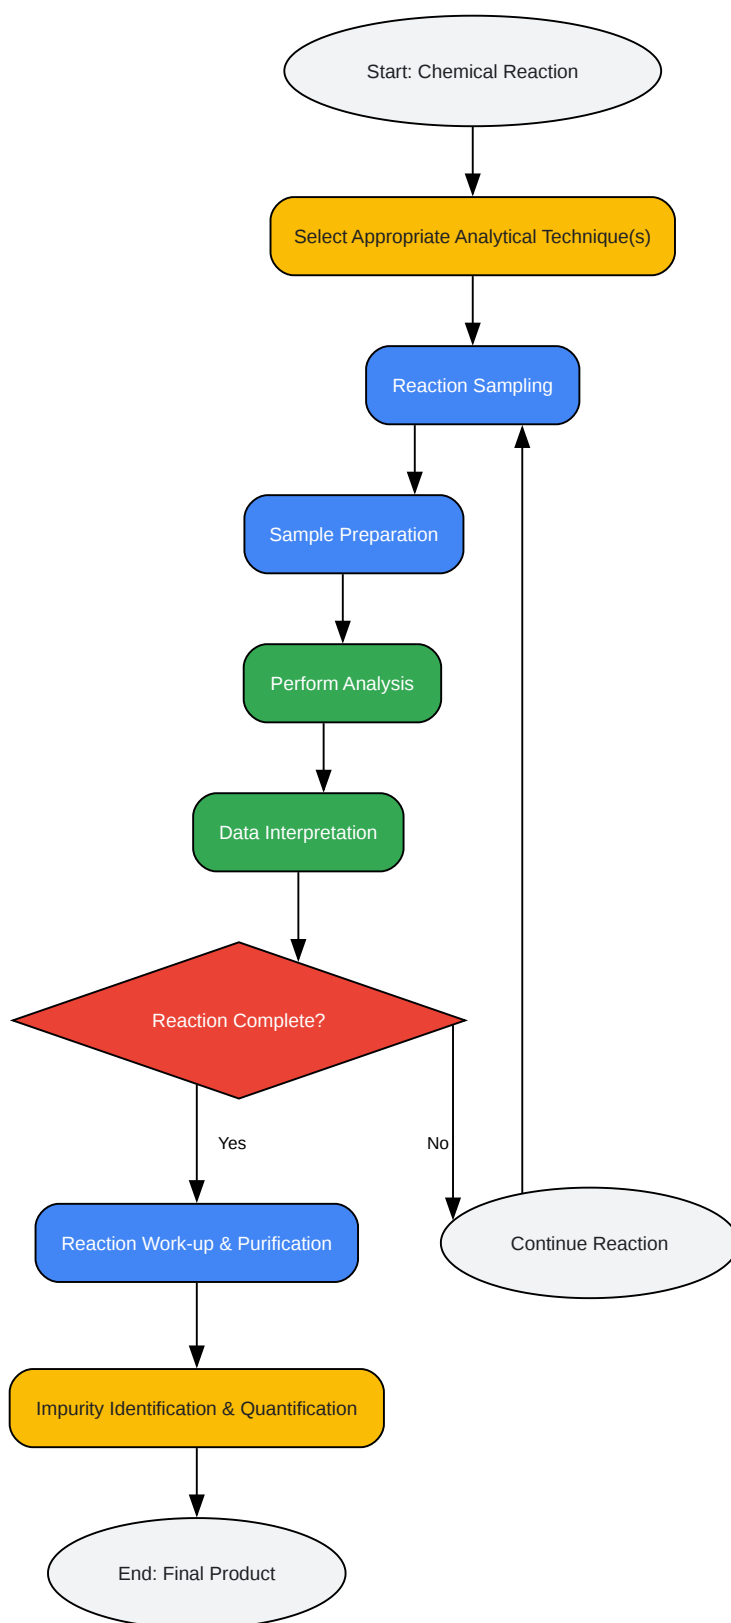 Start: Chemical Reaction
Select Appropriate Analytical Technique(s)
Reaction Sampling
Sample Preparation
Perform Analysis
Data Interpretation
Reaction Complete?
Yes
No
Reaction Work-up & Purification
Continue Reaction
Impurity Identification & Quantification
End: Final Product